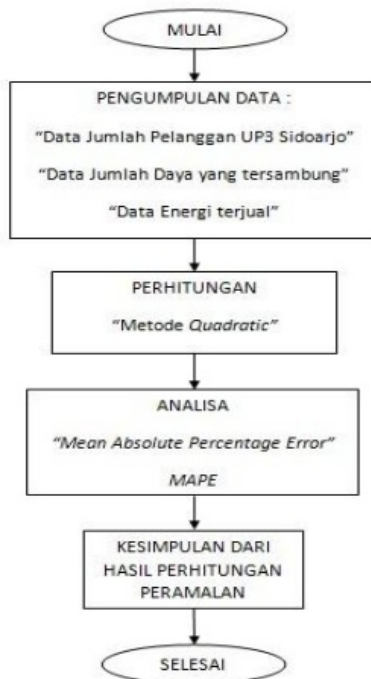 MULAI
PENGUMPULAN DATA :
“Data Jumlah Pelanggan UP3 Sidoarjo”
“Data Jumlah Daya yang tersambung”
“Data Energi terjual”
PERHITUNGAN
“Metode Quadratic”
ANALISA
“Mean Absolute Percentage Error”
MAPE
KESIMPULAN DARI
HASIL PERHITUNGAN
PERAMALAN
SELESAI